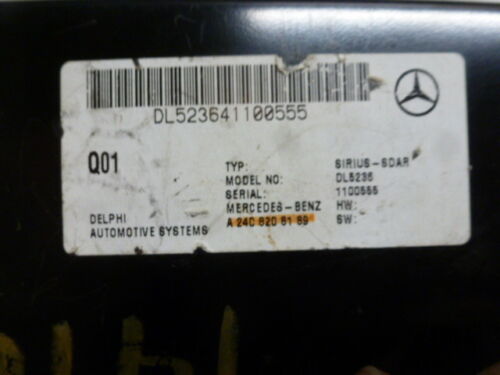 DL523641100555
Q01
TYP: SIRIUS-SDAR
MODEL NO: DL5236
SERIAL: 1100555
MERCEDES-BENZ HW:
A 240 820 61 89 SW:
DELPHI
AUTOMOTIVE SYSTEMS